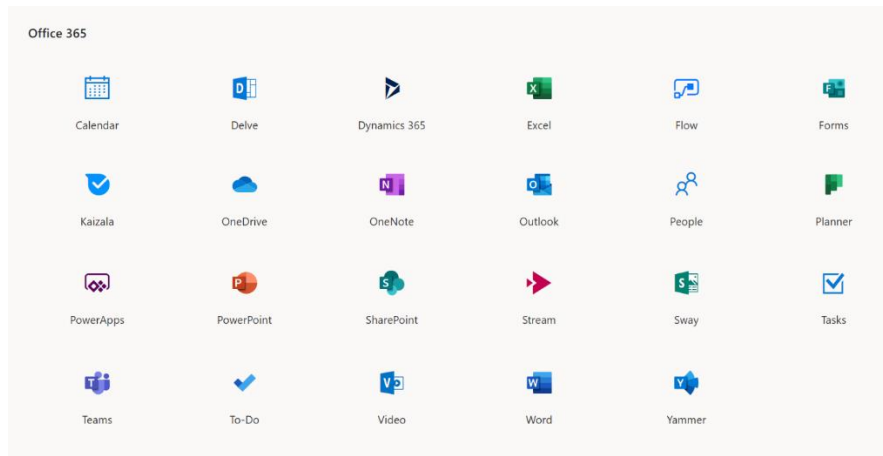 Office 365
Calendar Delve Dynamics 365 Excel Flow Forms
Kaizala OneDrive OneNote Outlook People Planner
PowerApps PowerPoint SharePoint Stream Sway Tasks
Teams To-Do Video Word Yammer